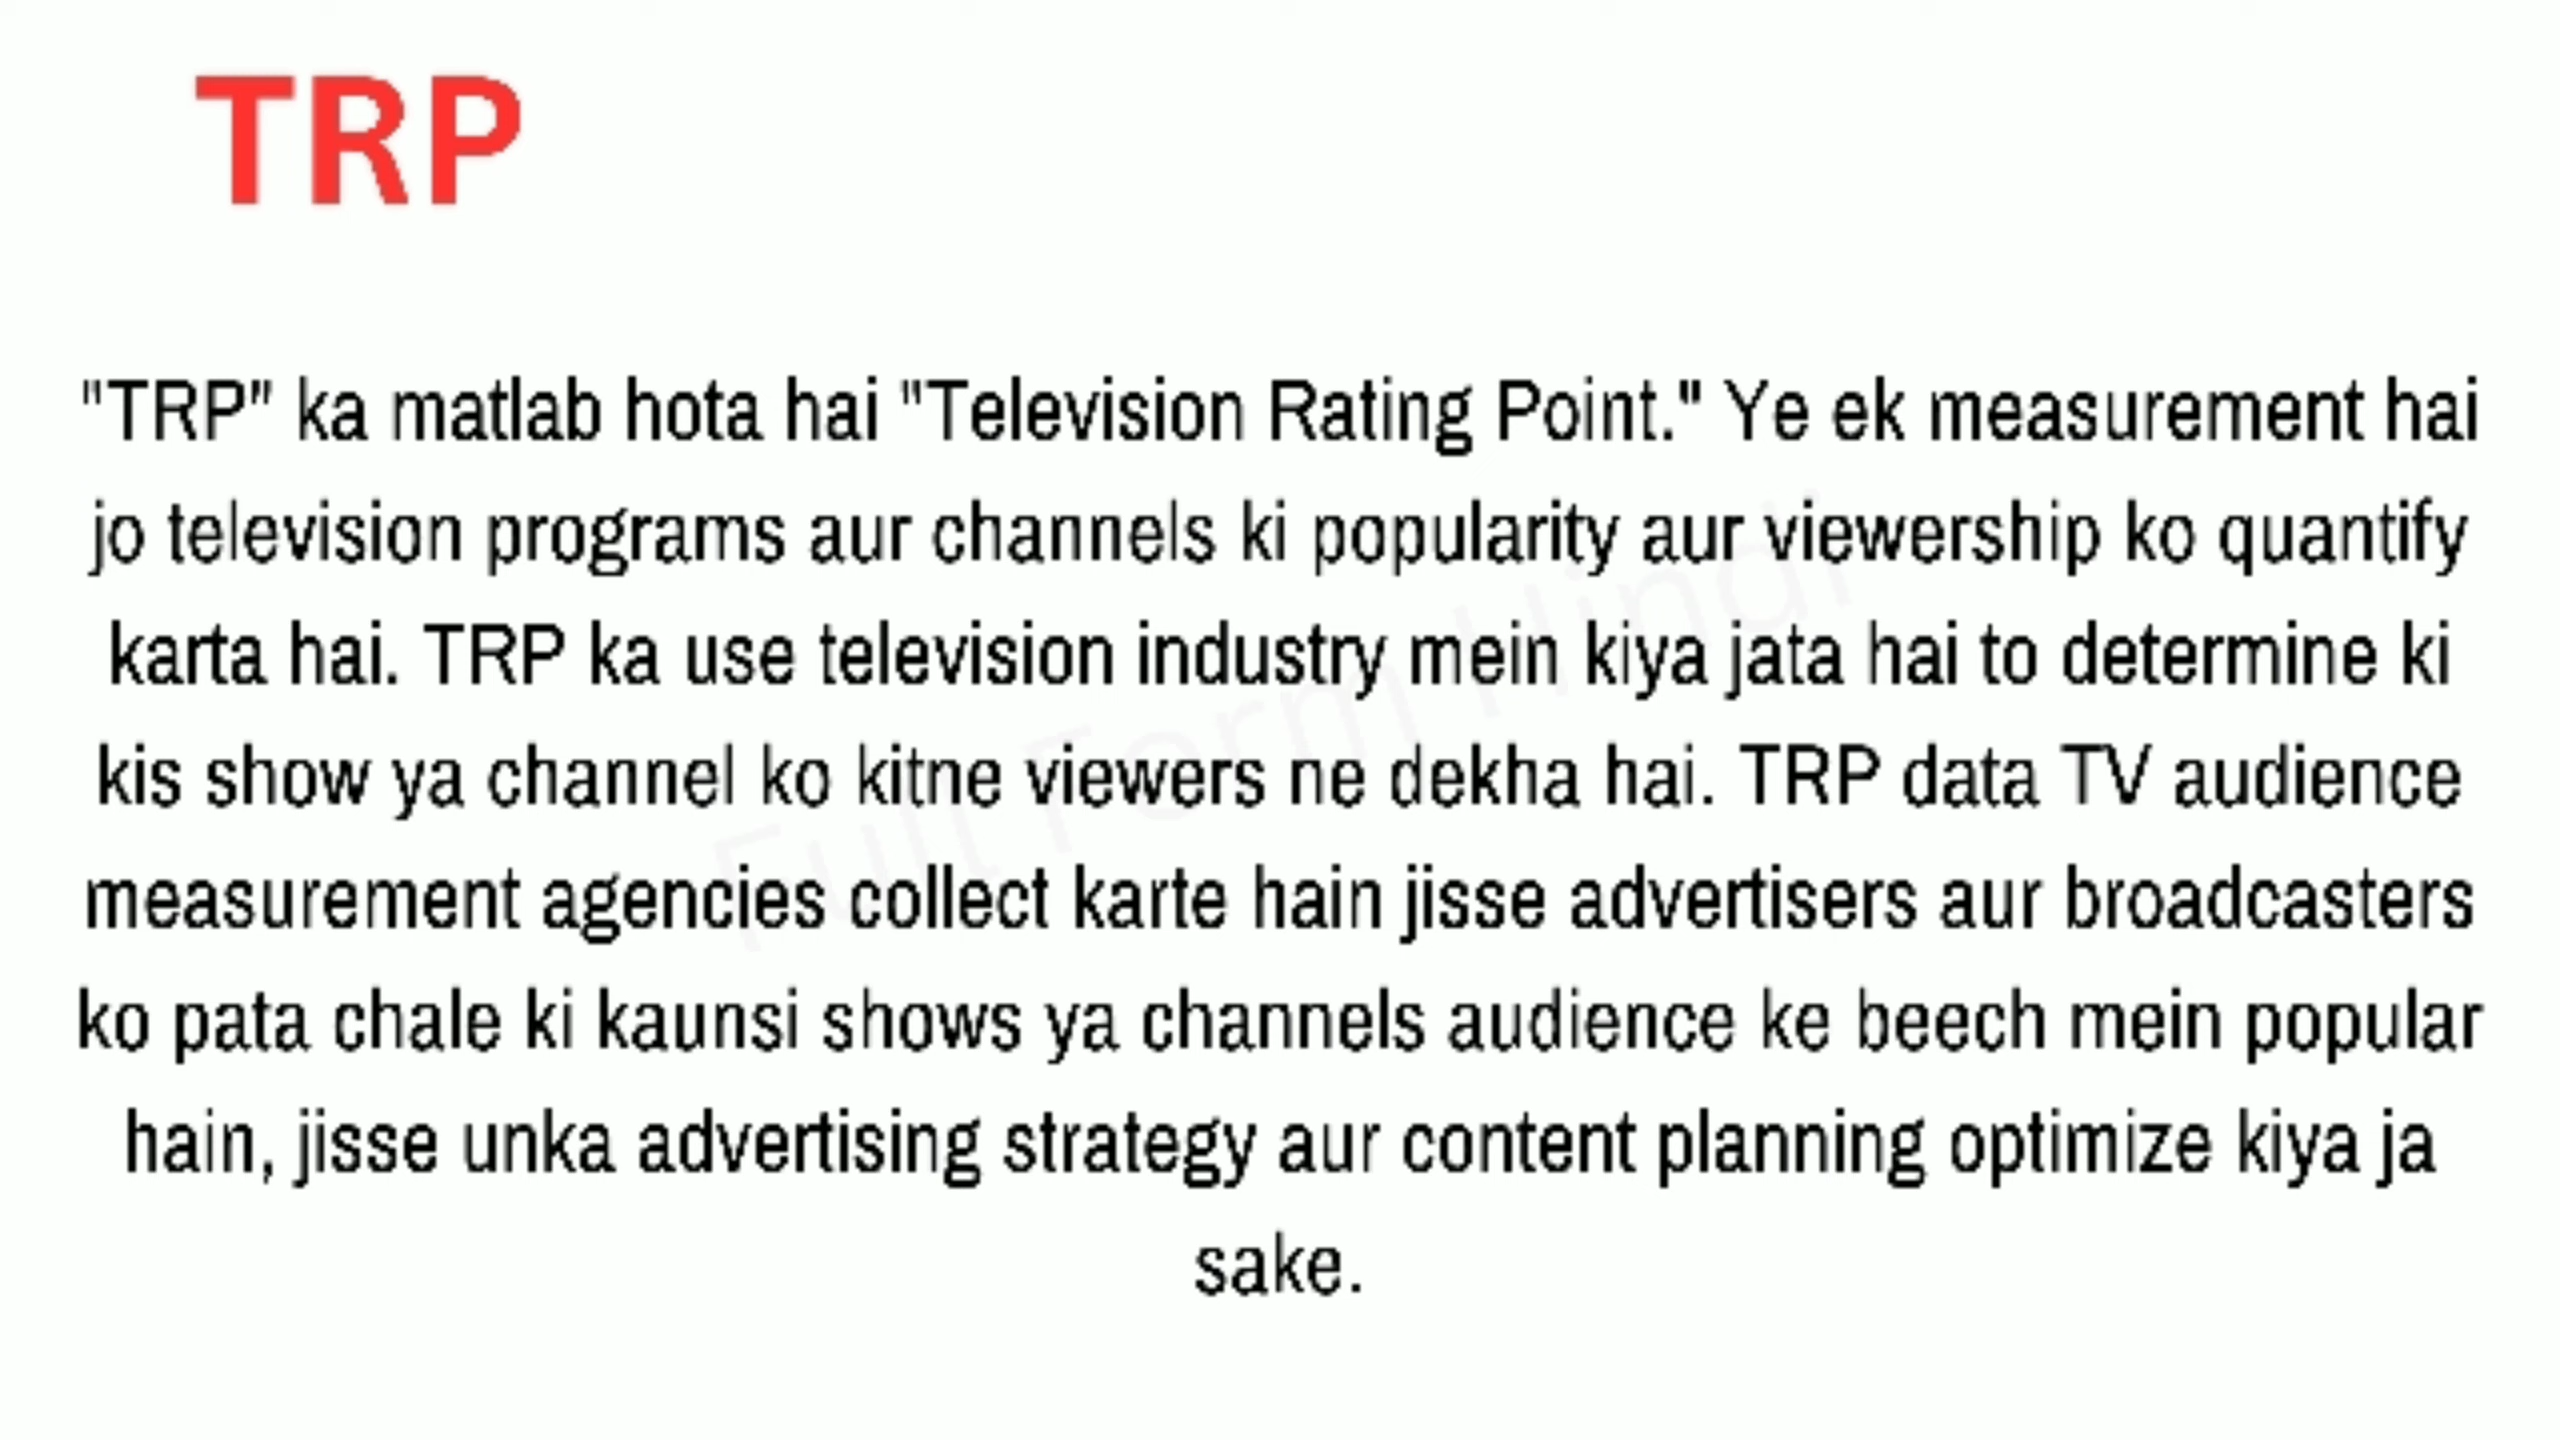 TRP
"TRP" ka matlab hota hai "Television Rating Point." Ye ek measurement hai
jo television programs aur channels ki popularity aur viewership ko quantify
karta hai. TRP ka use television industry mein kiya jata hai to determine ki
kis show ya channel ko kitne viewers ne dekha hai. TRP data TV audience
measurement agencies collect karte hain jisse advertisers aur broadcasters
ko pata chale ki kaunsi shows ya channels audience ke beech mein popular
hain, jisse unka advertising strategy aur content planning optimize kiya ja
sake.
Full Form Hindi